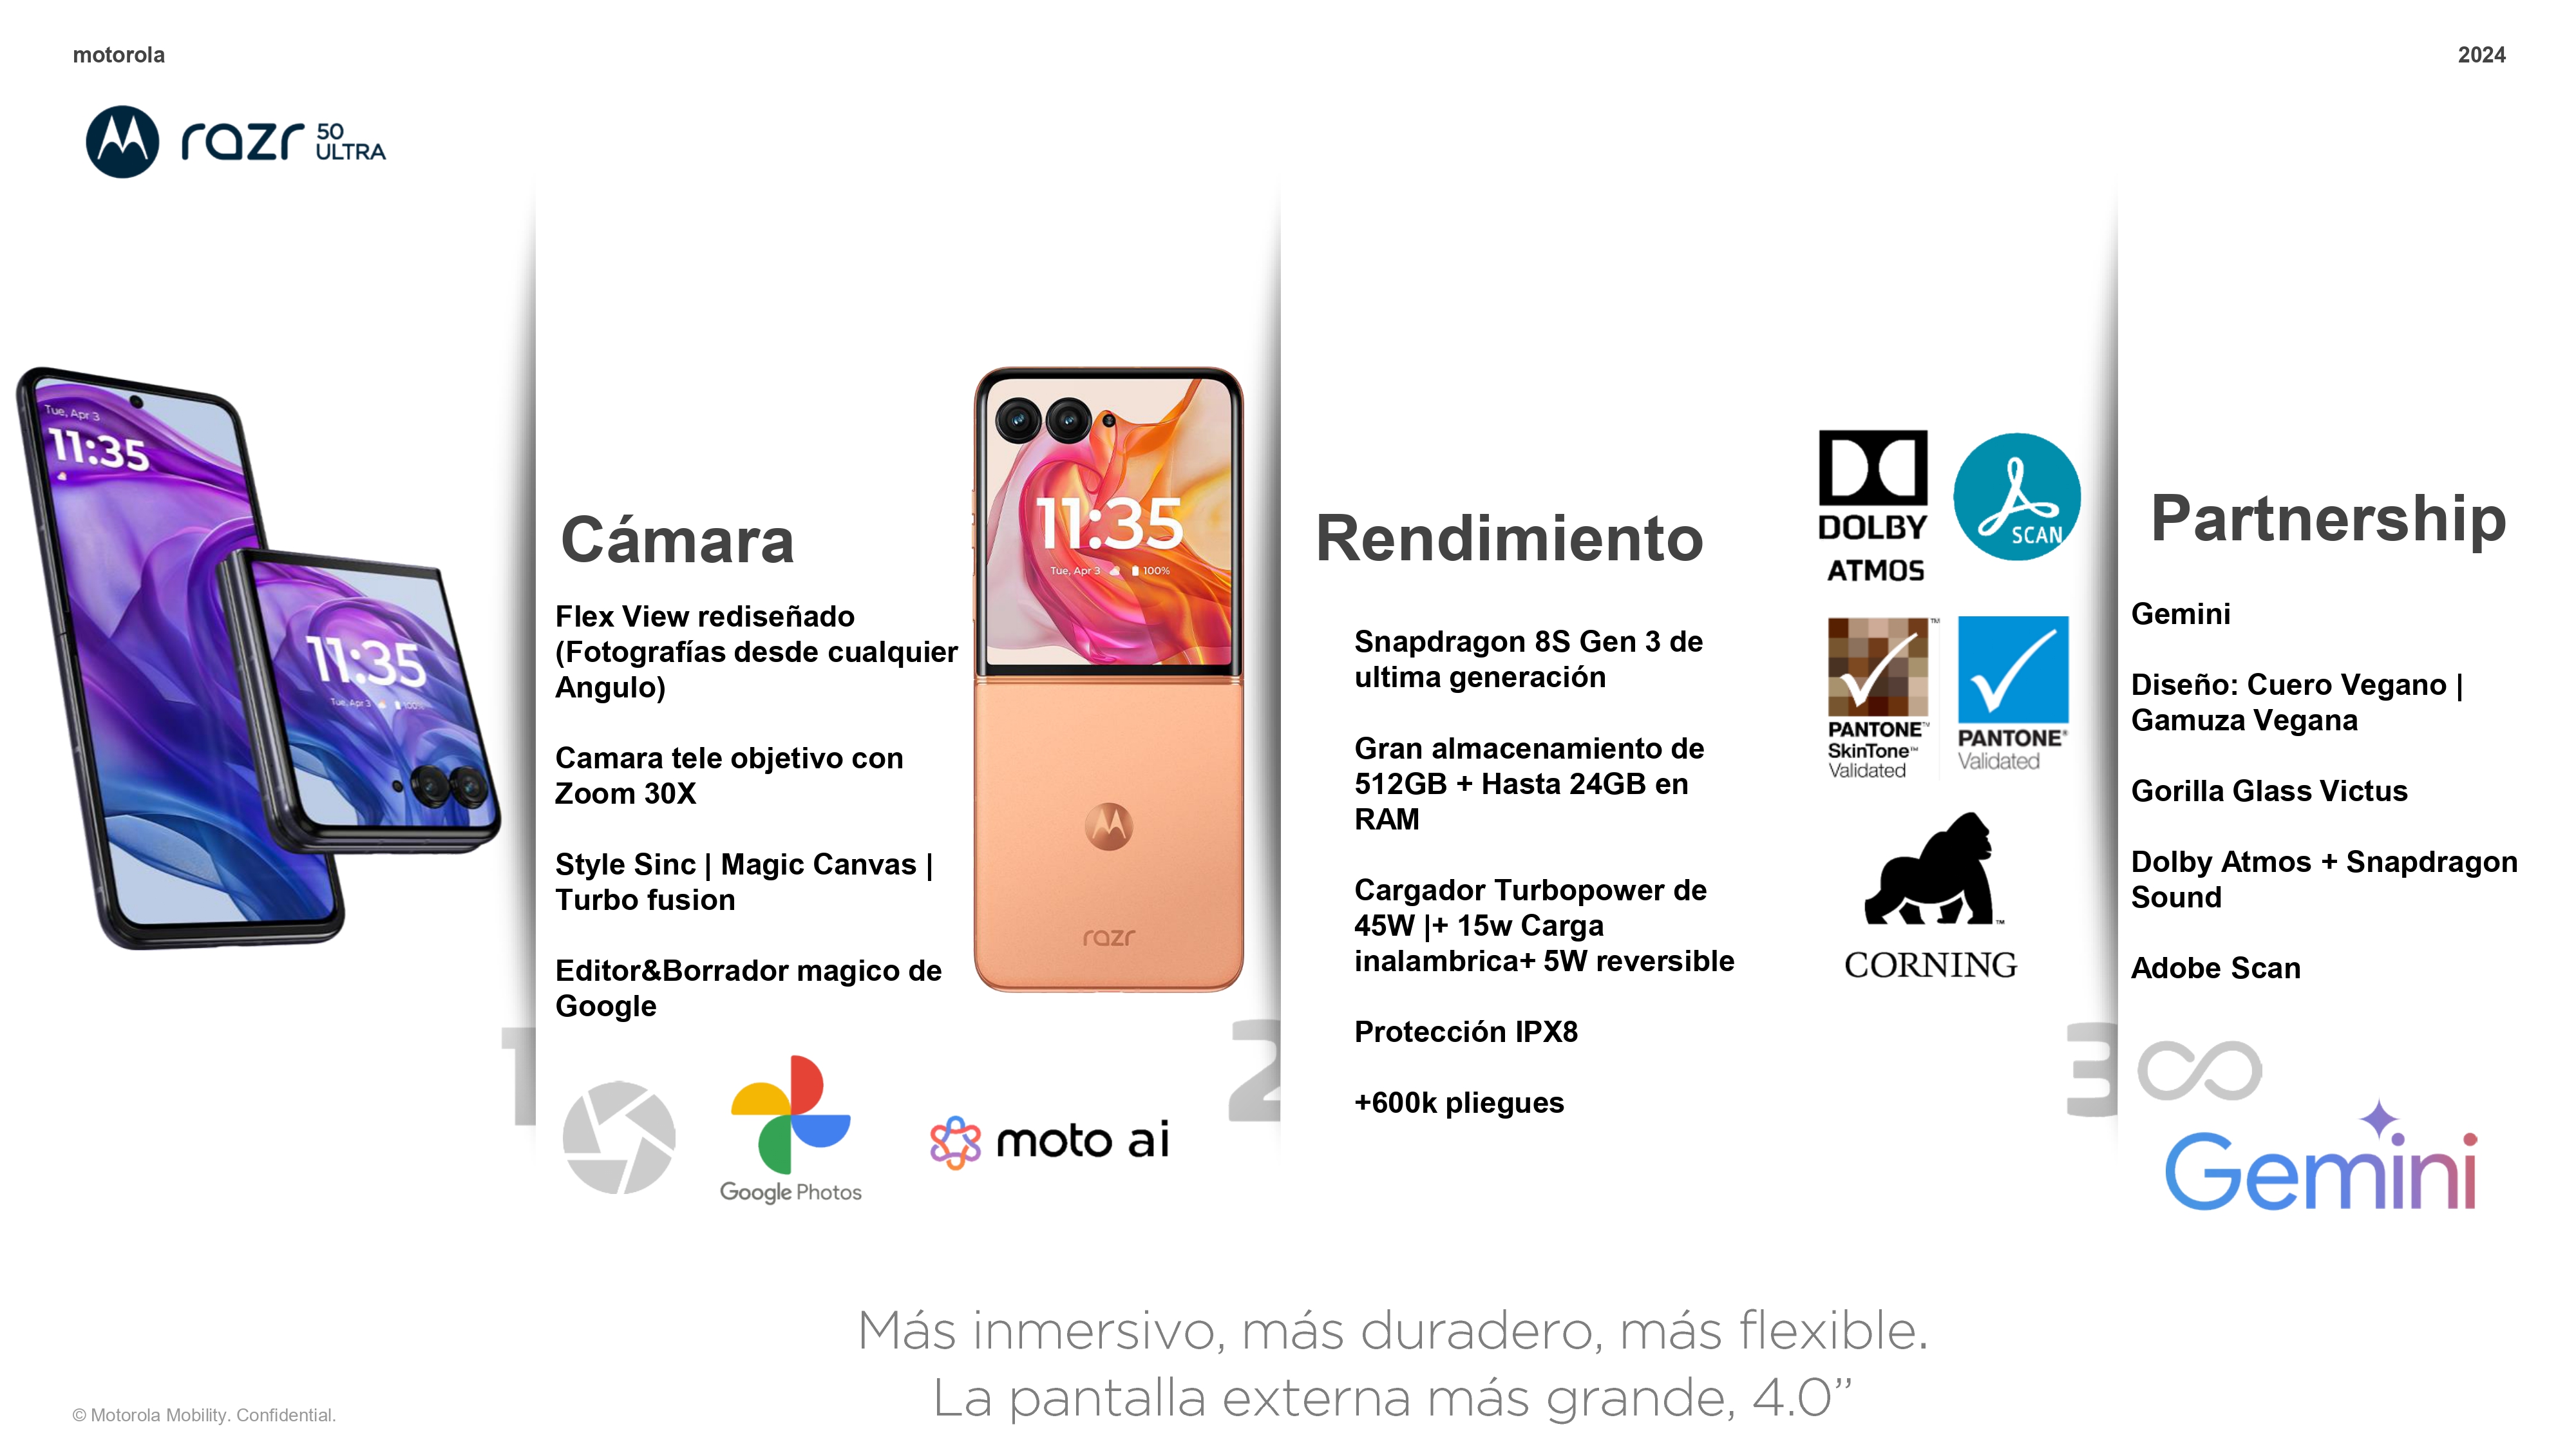 motorola
2024
razr 50 ULTRA
Tue, Apr 3
11:35
11:35
Tue, Apr 3 100%
Cámara
Flex View rediseñado
(Fotografías desde cualquier
Angulo)
Camara tele objetivo con
Zoom 30X
Style Sinc | Magic Canvas |
Turbo fusion
Editor&Borrador magico de
Google
Google Photos
moto ai
11:35
Tue, Apr 3 100%
razr
1
2
3
Rendimiento
Snapdragon 8S Gen 3 de
ultima generación
Gran almacenamiento de
512GB + Hasta 24GB en
RAM
Cargador Turbopower de
45W |+ 15w Carga
inalambrica+ 5W reversible
Protección IPX8
+600k pliegues
DOLBY
ATMOS
SCAN
PANTONE™
SkinTone™
Validated
PANTONE®
Validated
CORNING
Partnership
Gemini
Diseño: Cuero Vegano |
Gamuza Vegana
Gorilla Glass Victus
Dolby Atmos + Snapdragon
Sound
Adobe Scan
Gemini
Más inmersivo, más duradero, más flexible.
La pantalla externa más grande, 4.0”
© Motorola Mobility. Confidential.